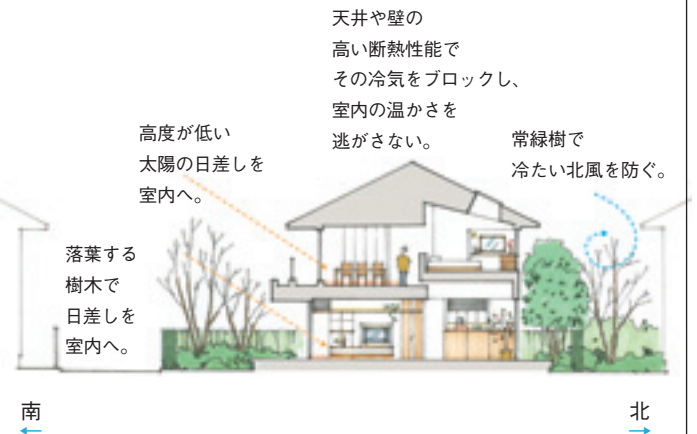 天井や壁の
高い断熱性能で
その冷気をブロックし、
室内の温かさを
逃がさない。
高度が低い
太陽の日差しを
室内へ。
常緑樹で
冷たい北風を防ぐ。
落葉する
樹木で
日差しを
室内へ。
南
北